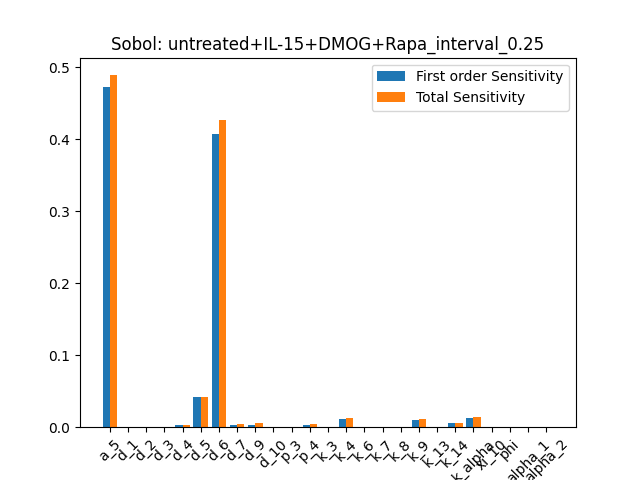 Sobol: untreated+IL-15+DMOG+Rapa_interval_0.25
First order Sensitivity
Total Sensitivity
0.5
0.4
0.3
0.2
0.1
0.0
a_5
d_1
d_2
d_3
d_4
d_5
d_6
d_7
d_9
d_10
p_3
p_4
k_3
k_4
k_6
k_7
k_8
k_9
k_13
k_14
k_alpha
xi_10
phi
alpha_1
alpha_2